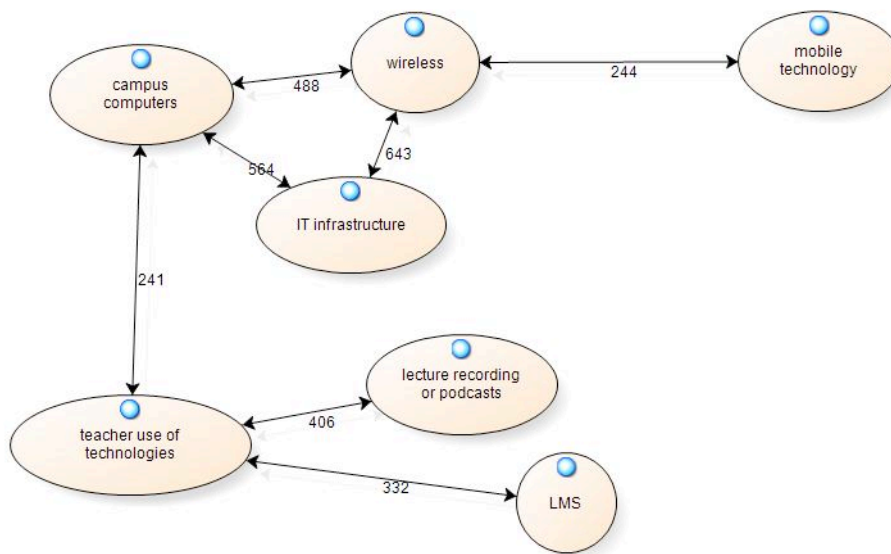 wireless
mobile
technology
campus
computers
488
244
564
643
IT infrastructure
241
lecture recording
or podcasts
406
teacher use of
technologies
332
LMS